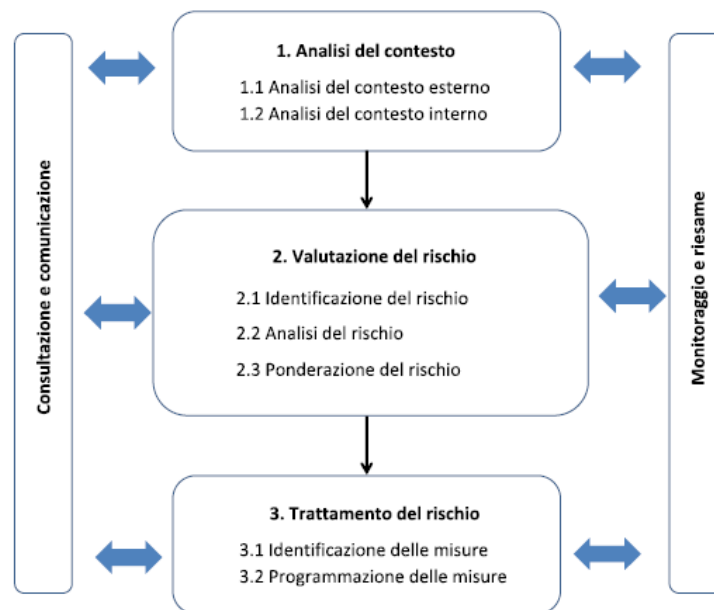 Consultazione e comunicazione
1. Analisi del contesto
1.1 Analisi del contesto esterno
1.2 Analisi del contesto interno
2. Valutazione del rischio
2.1 Identificazione del rischio
2.2 Analisi del rischio
2.3 Ponderazione del rischio
3. Trattamento del rischio
3.1 Identificazione delle misure
3.2 Programmazione delle misure
Monitoraggio e riesame